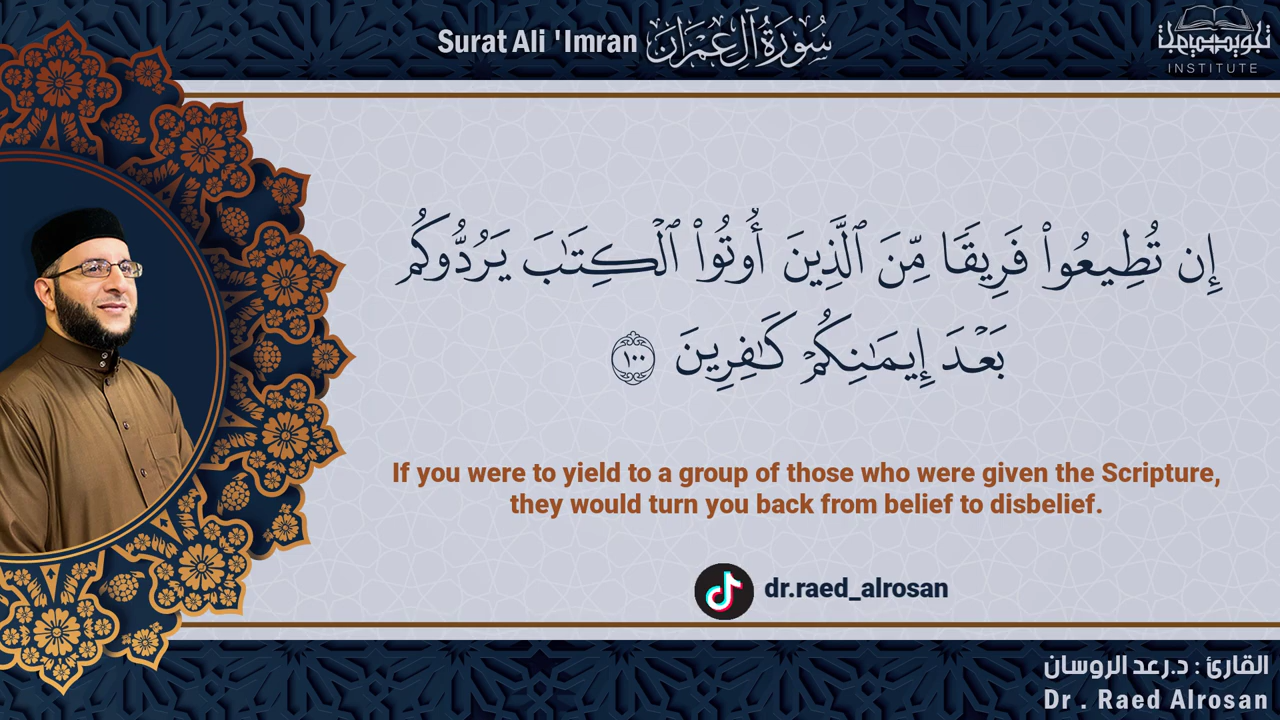 Surat Ali 'Imran سُورَةُ آلِ عِمْرَانَ
INSTITUTE
إِن تُطِيعُوا۟ فَرِيقًا مِّنَ ٱلَّذِينَ أُوتُوا۟ ٱلْكِتَـٰبَ يَرُدُّوكُم
بَعْدَ إِيمَـٰنِكُمْ كَـٰفِرِينَ ١٠٠
If you were to yield to a group of those who were given the Scripture,
they would turn you back from belief to disbelief.
dr.raed_alrosan
القارئ : د.رعد الروسان
Dr . Raed Alrosan